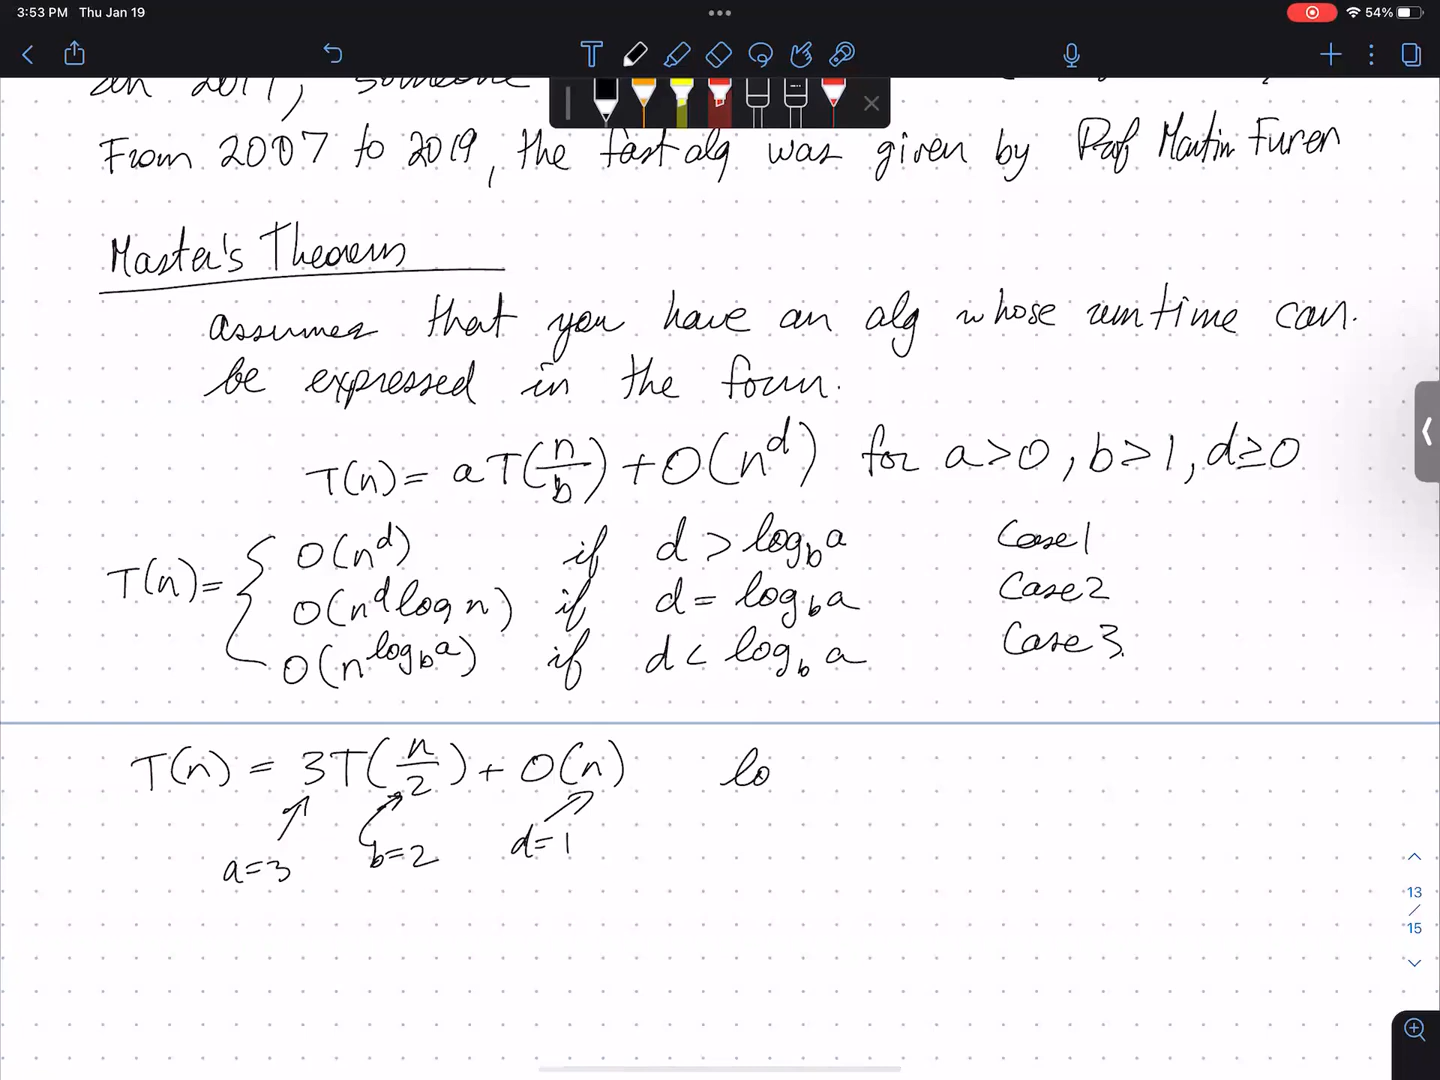 3:53 PM Thu Jan 19
54%
in 2019, someone
From 2007 to 2019, the fast alg was given by Prof Martin Furer
Master's Theorem
assumes that you have an alg whose runtime can
be expressed in the form.
T(n) = aT(n/b) + O(n^d) for a>0, b>1, d≥0
T(n) = { O(n^d) if d > log_b a Case 1
O(n^d log n) if d = log_b a Case 2
O(n^{log_b a}) if d < log_b a Case 3.
T(n) = 3T(n/2) + O(n) lo
a=3 b=2 d=1
13
/
15